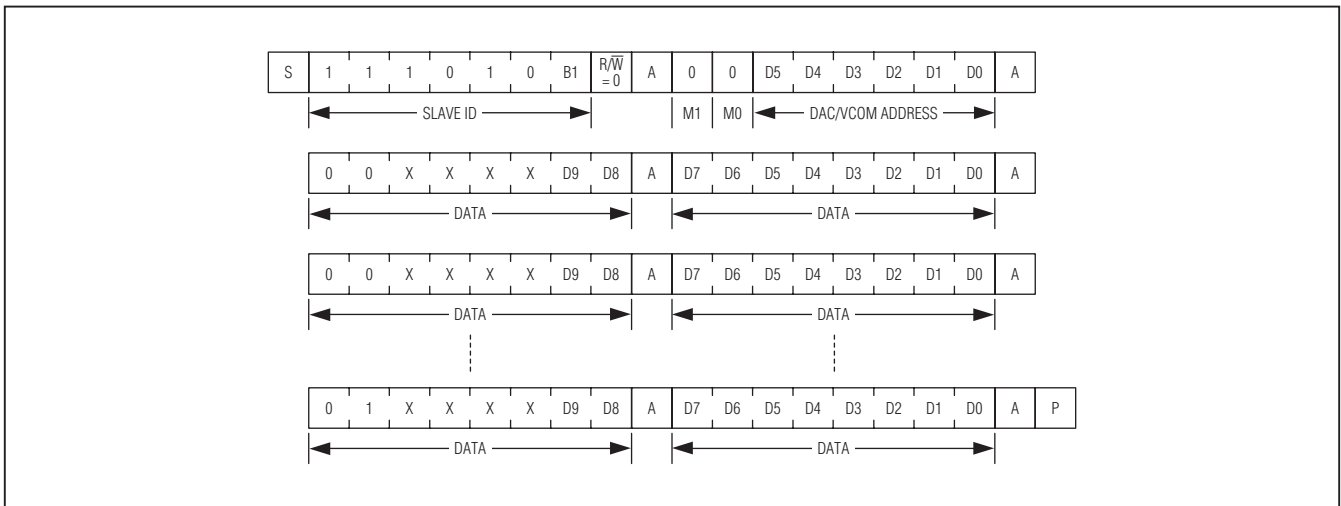 S 1 1 1 0 1 0 B1 R/W̅ = 0 A 0 0 D5 D4 D3 D2 D1 D0 A
SLAVE ID M1 M0 DAC/VCOM ADDRESS
0 0 X X X X D9 D8 A D7 D6 D5 D4 D3 D2 D1 D0 A
DATA DATA
0 0 X X X X D9 D8 A D7 D6 D5 D4 D3 D2 D1 D0 A
DATA DATA
0 1 X X X X D9 D8 A D7 D6 D5 D4 D3 D2 D1 D0 A P
DATA DATA